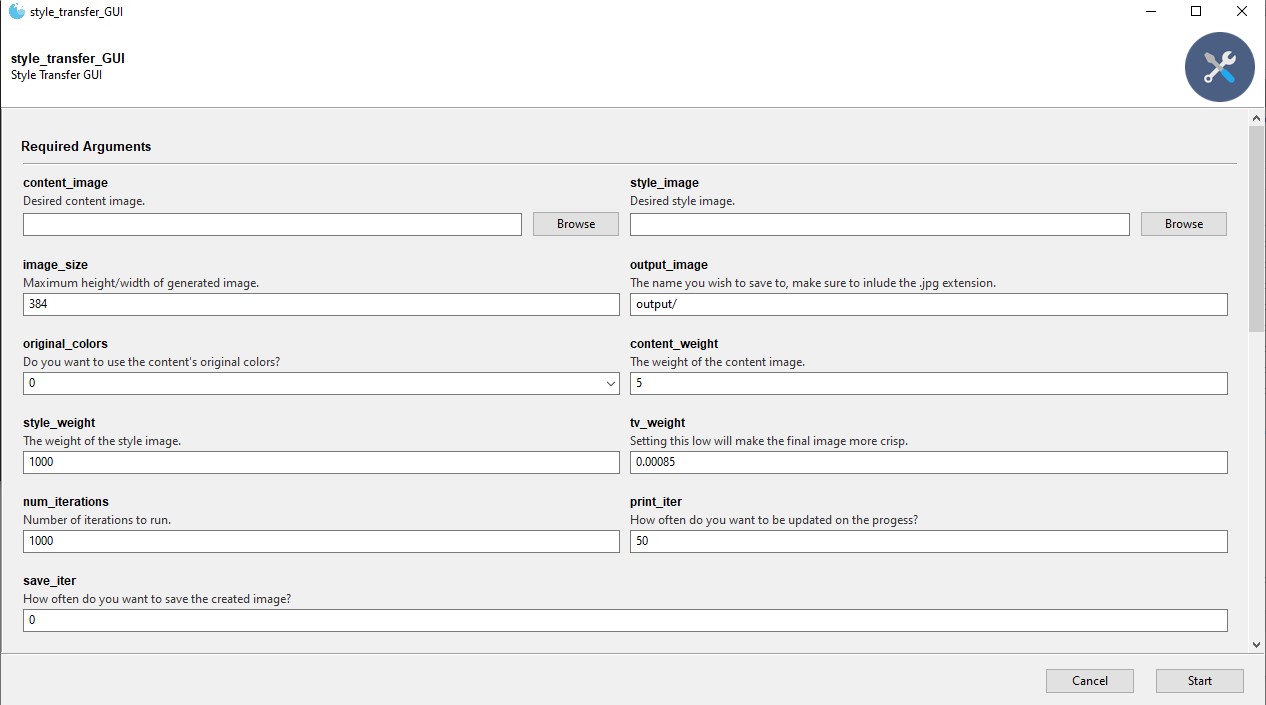 style_transfer_GUI
style_transfer_GUI
Style Transfer GUI
Required Arguments
content_image
Desired content image.
Browse
style_image
Desired style image.
Browse
image_size
Maximum height/width of generated image.
384
output_image
The name you wish to save to, make sure to inlude the .jpg extension.
output/
original_colors
Do you want to use the content's original colors?
0
content_weight
The weight of the content image.
5
style_weight
The weight of the style image.
1000
tv_weight
Setting this low will make the final image more crisp.
0.00085
num_iterations
Number of iterations to run.
1000
print_iter
How often do you want to be updated on the progess?
50
save_iter
How often do you want to save the created image?
0
Cancel
Start